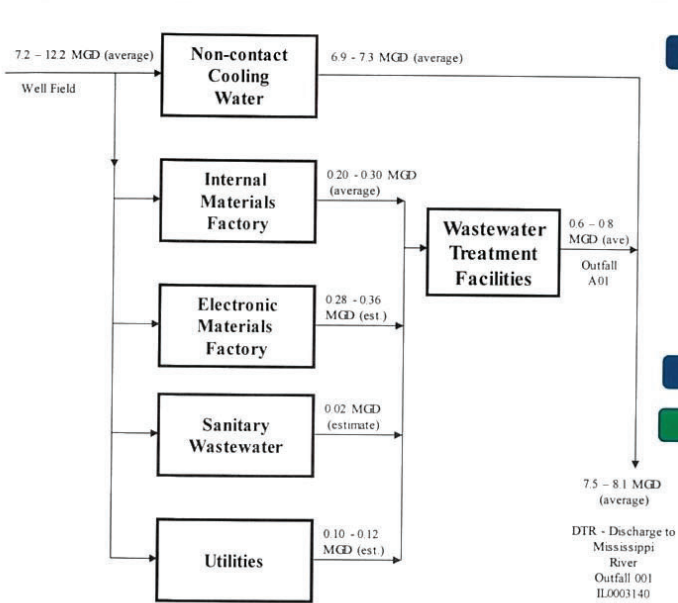 7.2 – 12.2 MGD (average)
Well Field
Non-contact
Cooling
Water
6.9 - 7.3 MGD (average)
Internal
Materials
Factory
0.20 - 0.30 MGD
(average)
Electronic
Materials
Factory
0.28 - 0.36
MGD (est.)
Sanitary
Wastewater
0.02 MGD
(estimate)
Utilities
0.10 - 0.12
MGD (est.)
Wastewater
Treatment
Facilities
0.6 – 0.8
MGD (ave)
Outfall
A01
7.5 – 8.1 MGD
(average)
DTR - Discharge to
Mississippi
River
Outfall 001
IL0003140